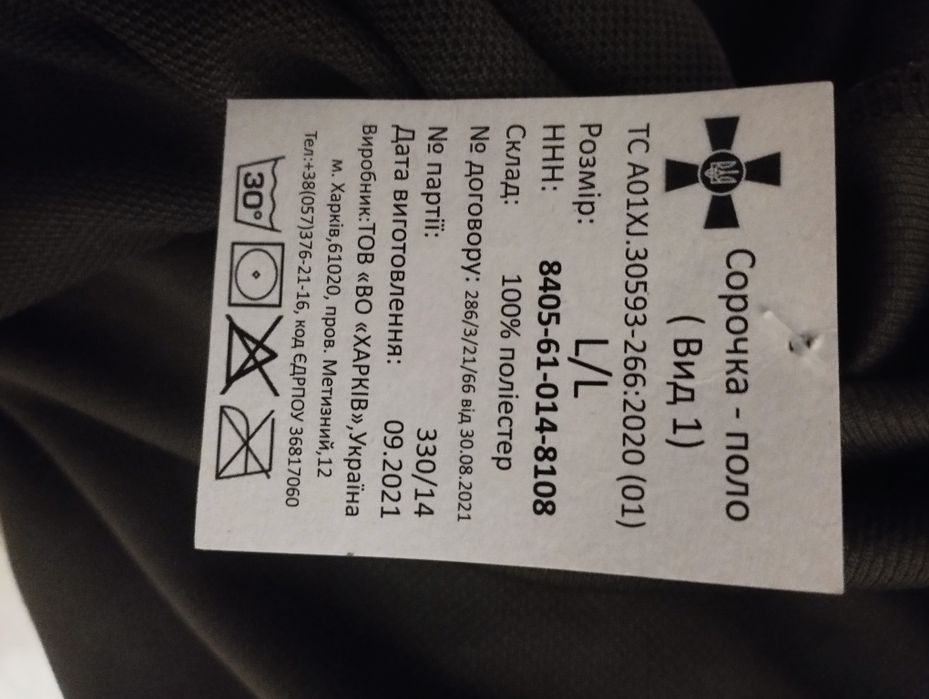 Сорочка - поло
( Вид 1)
ТС А01XJ.30593-266:2020 (01)
Розмір: L/L
ННН: 8405-61-014-8108
Склад: 100% поліестер
№ договору: 286/3/21/66 від 30.08.2021
№ партії: 330/14
Дата виготовлення: 09.2021
Виробник:ТОВ «ВО «ХАРКІВ»,Україна
м. Харків,61020, пров. Метизний,12
Тел:+38(057)376-21-16, код ЄДРПОУ 36817060
30°